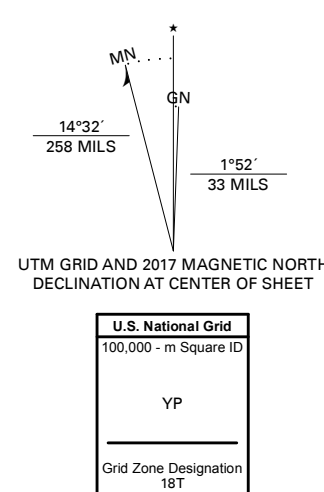 ★
MN
GN
14°32´
258 MILS
1°52´
33 MILS
UTM GRID AND 2017 MAGNETIC NORTH
DECLINATION AT CENTER OF SHEET
U.S. National Grid
100,000 - m Square ID
YP
Grid Zone Designation
18T